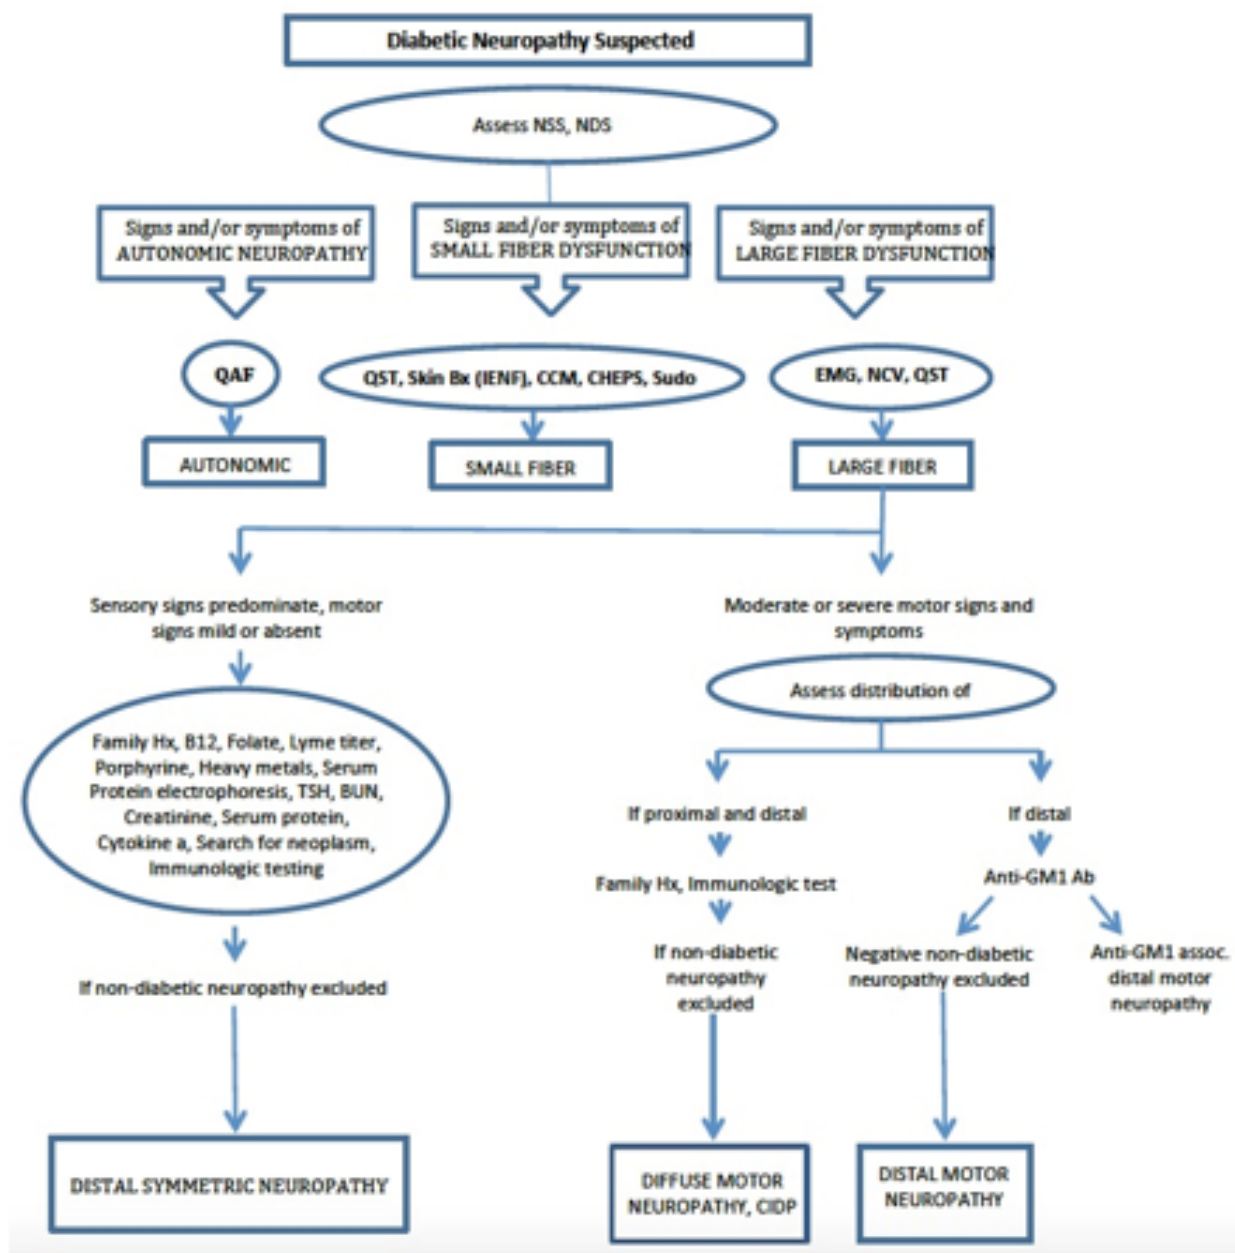 Diabetic Neuropathy Suspected
Assess NSS, NDS
Signs and/or symptoms of
AUTONOMIC NEUROPATHY
Signs and/or symptoms of
SMALL FIBER DYSFUNCTION
Signs and/or symptoms of
LARGE FIBER DYSFUNCTION
QAF
QST, Skin Bx (IENF), CCM, CHEPS, Sudo
EMG, NCV, QST
AUTONOMIC
SMALL FIBER
LARGE FIBER
Sensory signs predominate, motor
signs mild or absent
Moderate or severe motor signs and
symptoms
Assess distribution of
Family Hx, B12, Folate, Lyme titer,
Porphyrine, Heavy metals, Serum
Protein electrophoresis, TSH, BUN,
Creatinine, Serum protein,
Cytokine a, Search for neoplasm,
Immunologic testing
If proximal and distal
If distal
Family Hx, Immunologic test
Anti-GM1 Ab
If non-diabetic neuropathy excluded
If non-diabetic
neuropathy
excluded
Negative non-diabetic
neuropathy excluded
Anti-GM1 assoc.
distal motor
neuropathy
DISTAL SYMMETRIC NEUROPATHY
DIFFUSE MOTOR
NEUROPATHY, CIDP
DISTAL MOTOR
NEUROPATHY